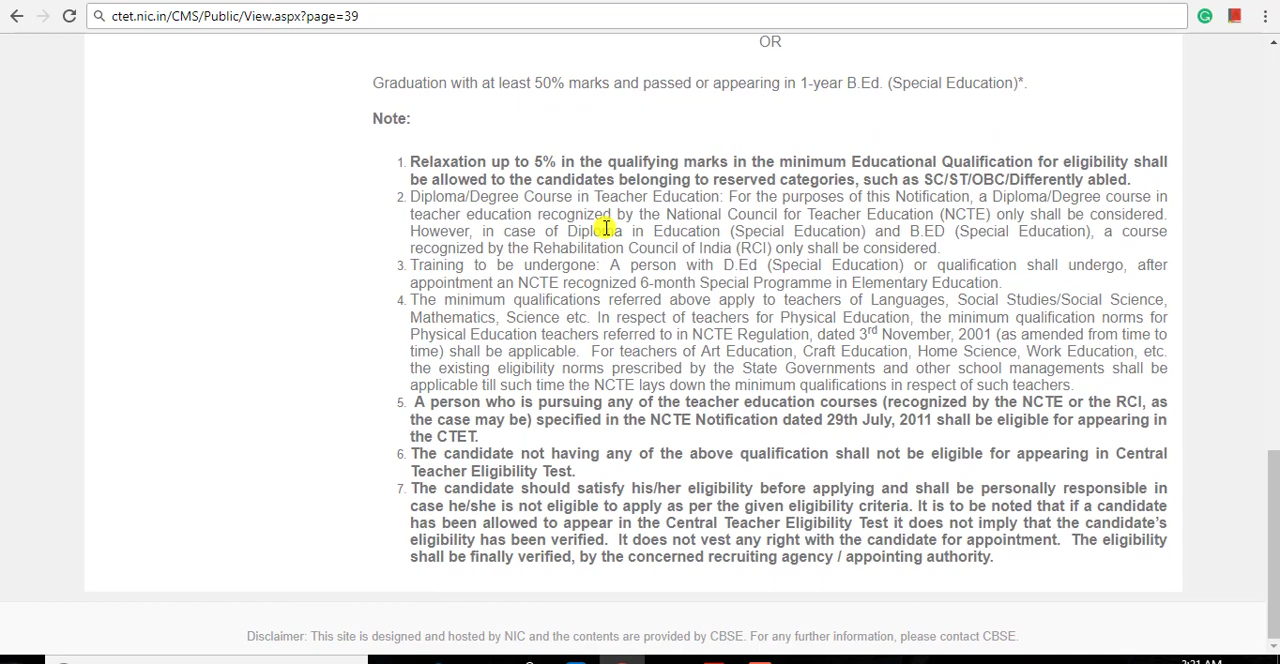 ctet.nic.in/CMS/Public/View.aspx?page=39
OR
Graduation with at least 50% marks and passed or appearing in 1-year B.Ed. (Special Education)*.
Note:
1. Relaxation up to 5% in the qualifying marks in the minimum Educational Qualification for eligibility shall
be allowed to the candidates belonging to reserved categories, such as SC/ST/OBC/Differently abled.
2. Diploma/Degree Course in Teacher Education: For the purposes of this Notification, a Diploma/Degree course in
teacher education recognized by the National Council for Teacher Education (NCTE) only shall be considered.
However, in case of Diploma in Education (Special Education) and B.ED (Special Education), a course
recognized by the Rehabilitation Council of India (RCI) only shall be considered.
3. Training to be undergone: A person with D.Ed (Special Education) or qualification shall undergo, after
appointment an NCTE recognized 6-month Special Programme in Elementary Education.
4. The minimum qualifications referred above apply to teachers of Languages, Social Studies/Social Science,
Mathematics, Science etc. In respect of teachers for Physical Education, the minimum qualification norms for
Physical Education teachers referred to in NCTE Regulation, dated 3rd November, 2001 (as amended from time to
time) shall be applicable. For teachers of Art Education, Craft Education, Home Science, Work Education, etc.
the existing eligibility norms prescribed by the State Governments and other school managements shall be
applicable till such time the NCTE lays down the minimum qualifications in respect of such teachers.
5. A person who is pursuing any of the teacher education courses (recognized by the NCTE or the RCI, as
the case may be) specified in the NCTE Notification dated 29th July, 2011 shall be eligible for appearing in
the CTET.
6. The candidate not having any of the above qualification shall not be eligible for appearing in Central
Teacher Eligibility Test.
7. The candidate should satisfy his/her eligibility before applying and shall be personally responsible in
case he/she is not eligible to apply as per the given eligibility criteria. It is to be noted that if a candidate
has been allowed to appear in the Central Teacher Eligibility Test it does not imply that the candidate's
eligibility has been verified. It does not vest any right with the candidate for appointment. The eligibility
shall be finally verified, by the concerned recruiting agency / appointing authority.
Disclaimer: This site is designed and hosted by NIC and the contents are provided by CBSE. For any further information, please contact CBSE.